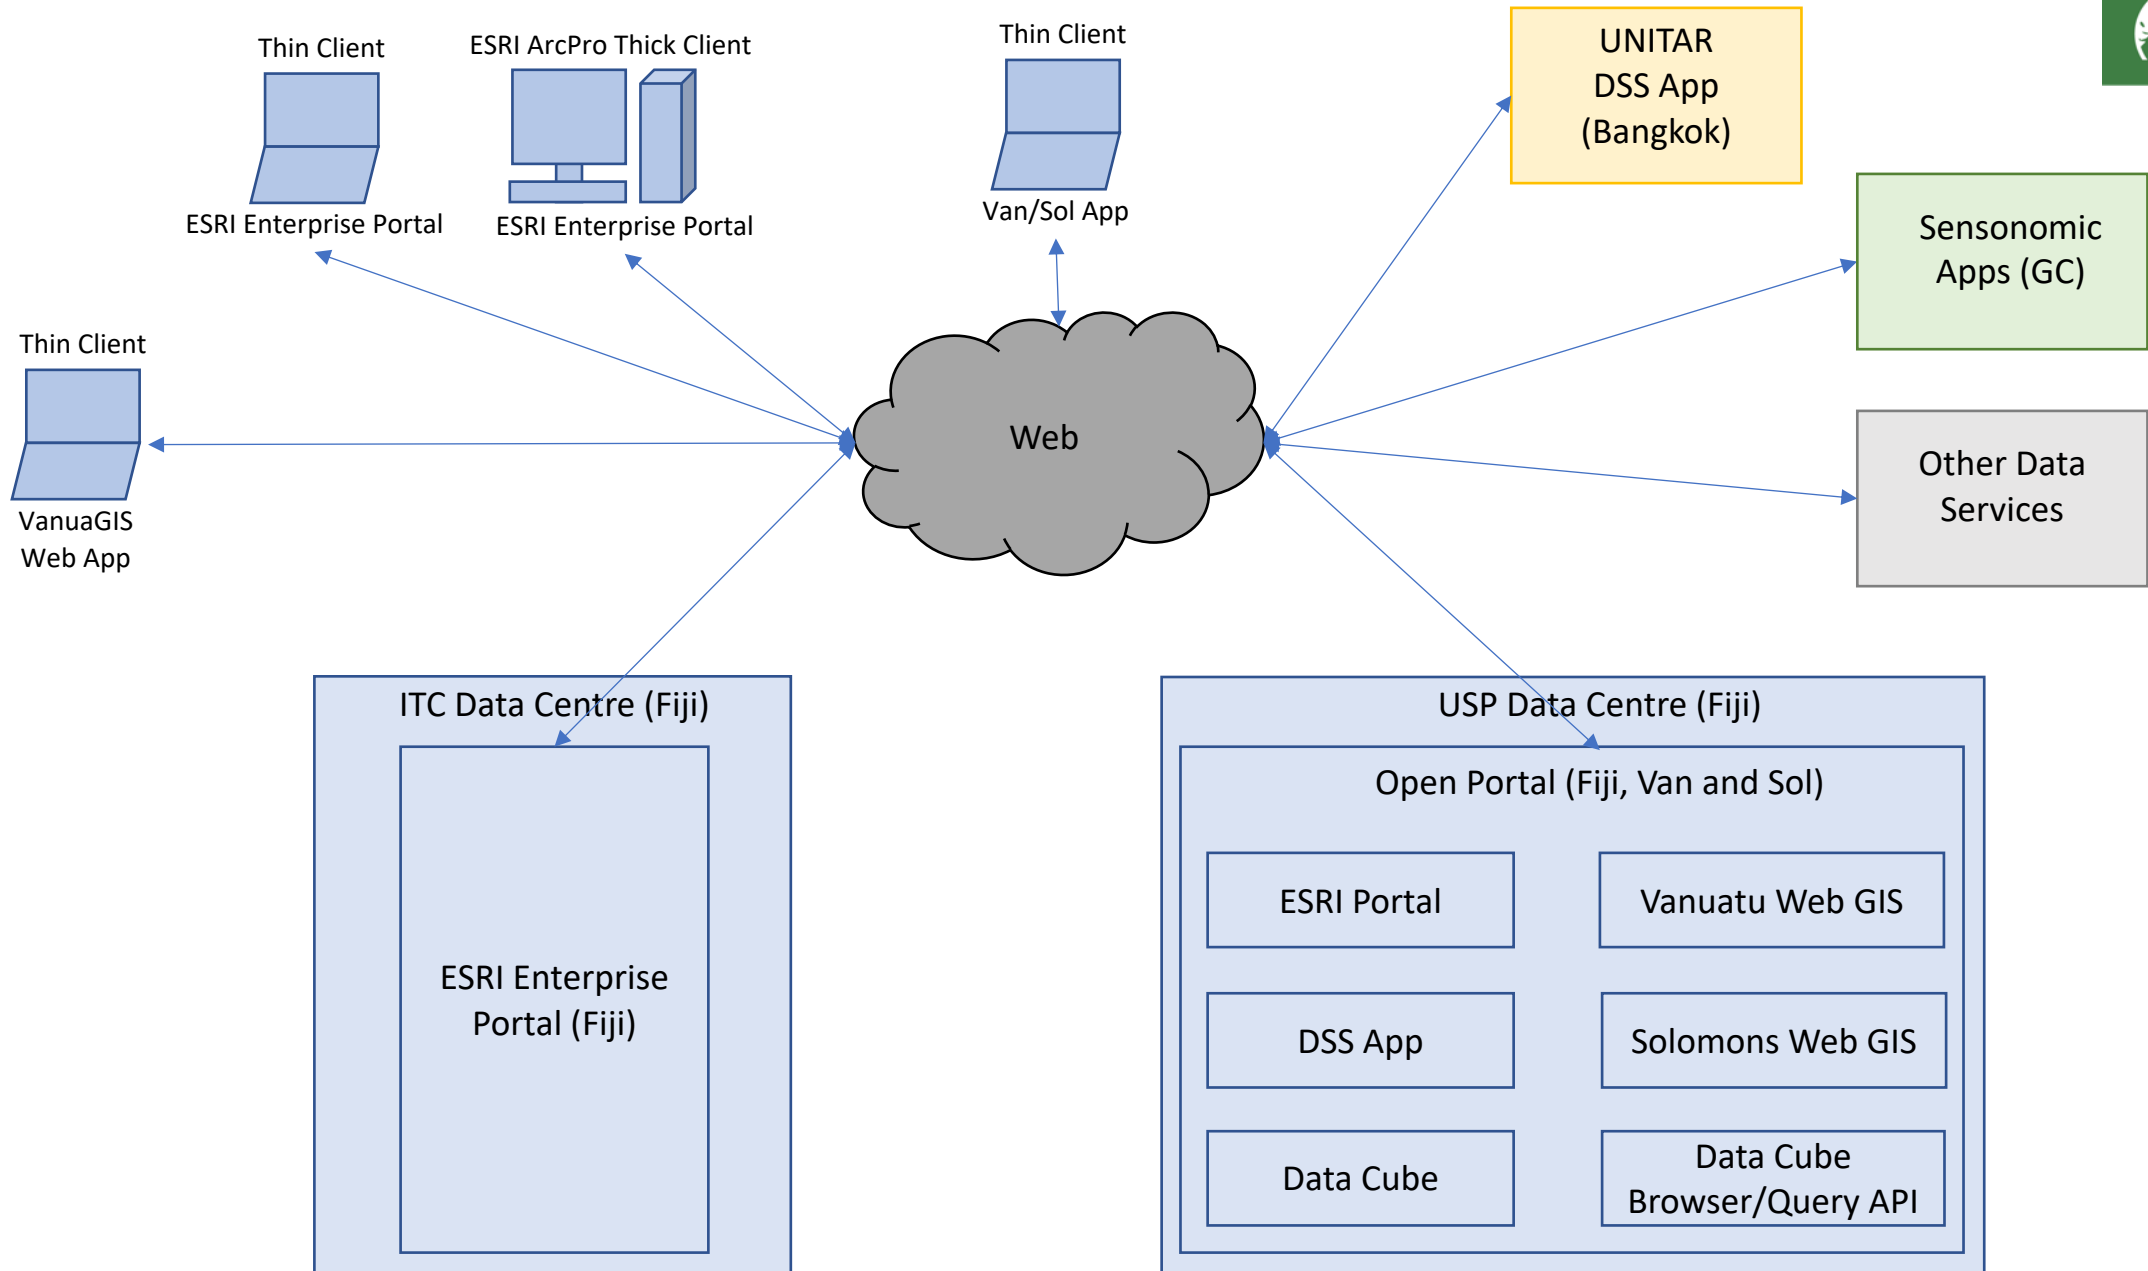 Thin Client
ESRI Enterprise Portal
ESRI ArcPro Thick Client
ESRI Enterprise Portal
Thin Client
Van/Sol App
UNITAR
DSS App
(Bangkok)
Sensonomic
Apps (GC)
Thin Client
VanuaGIS
Web App
Web
Other Data
Services
ITC Data Centre (Fiji)
ESRI Enterprise
Portal (Fiji)
USP Data Centre (Fiji)
Open Portal (Fiji, Van and Sol)
ESRI Portal
Vanuatu Web GIS
DSS App
Solomons Web GIS
Data Cube
Data Cube
Browser/Query API